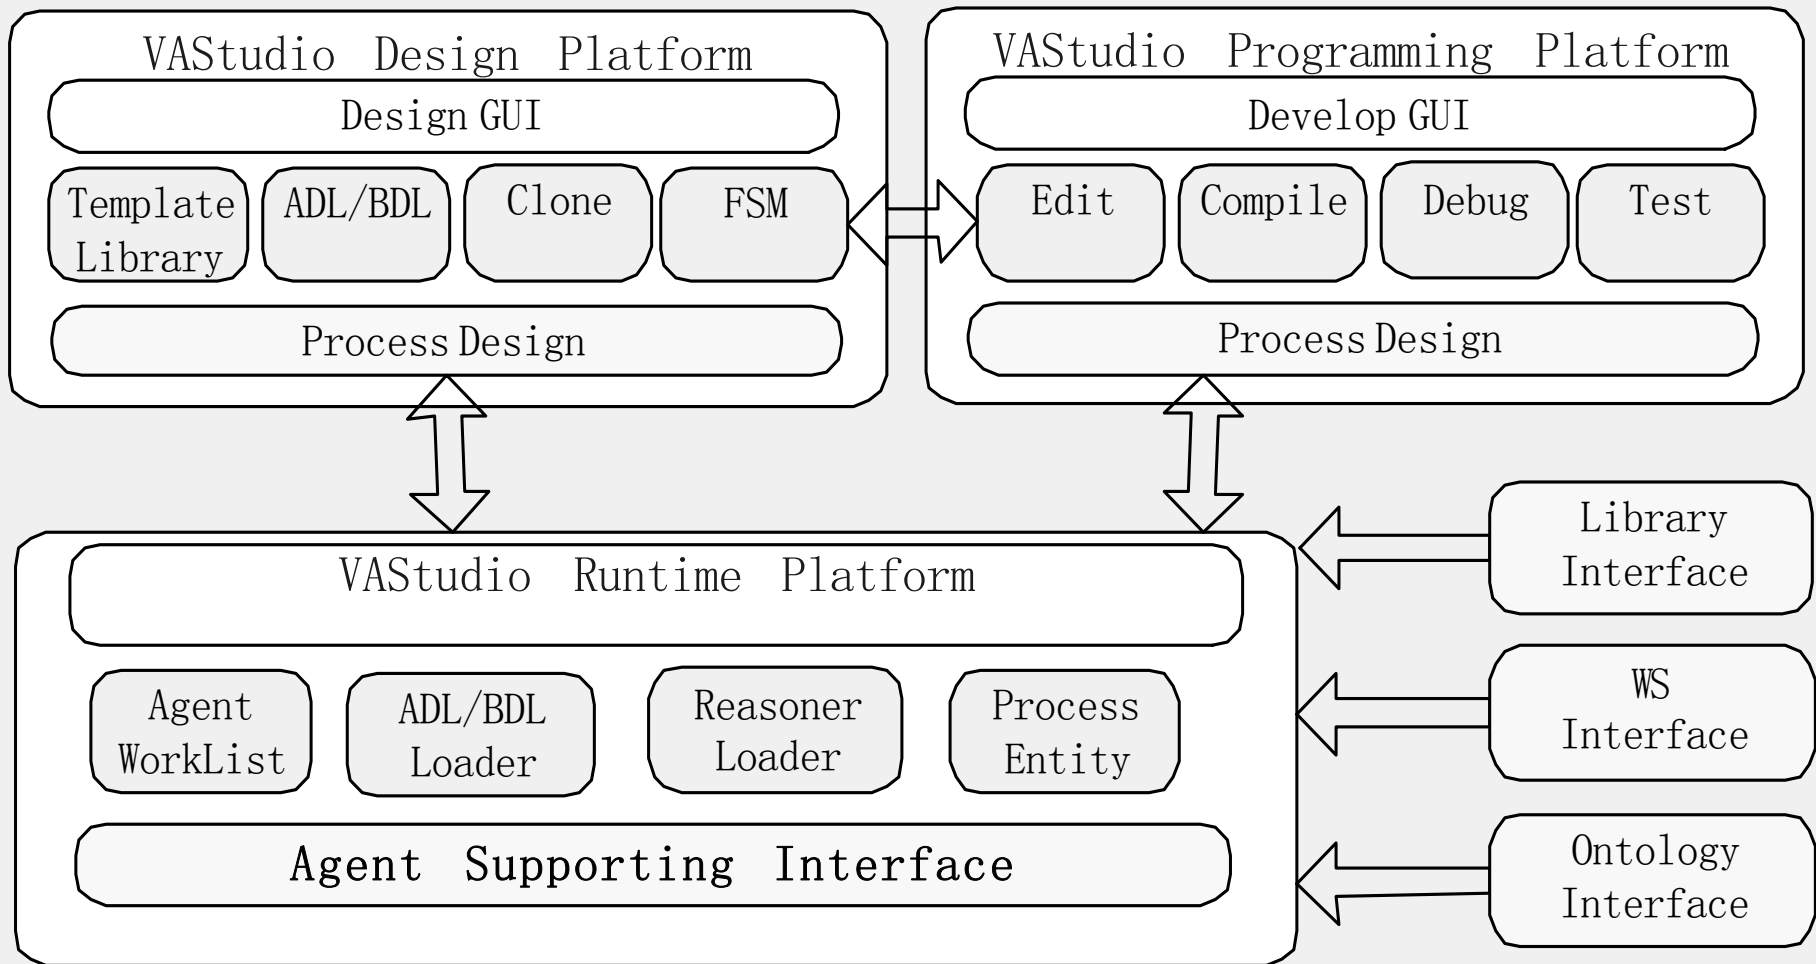 VAStudio Design Platform
Design GUI
Template
Library
ADL/BDL
Clone
FSM
Process Design
VAStudio Programming Platform
Develop GUI
Edit
Compile
Debug
Test
Process Design
VAStudio Runtime Platform
Agent
WorkList
ADL/BDL
Loader
Reasoner
Loader
Process
Entity
Agent Supporting Interface
Library
Interface
WS
Interface
Ontology
Interface